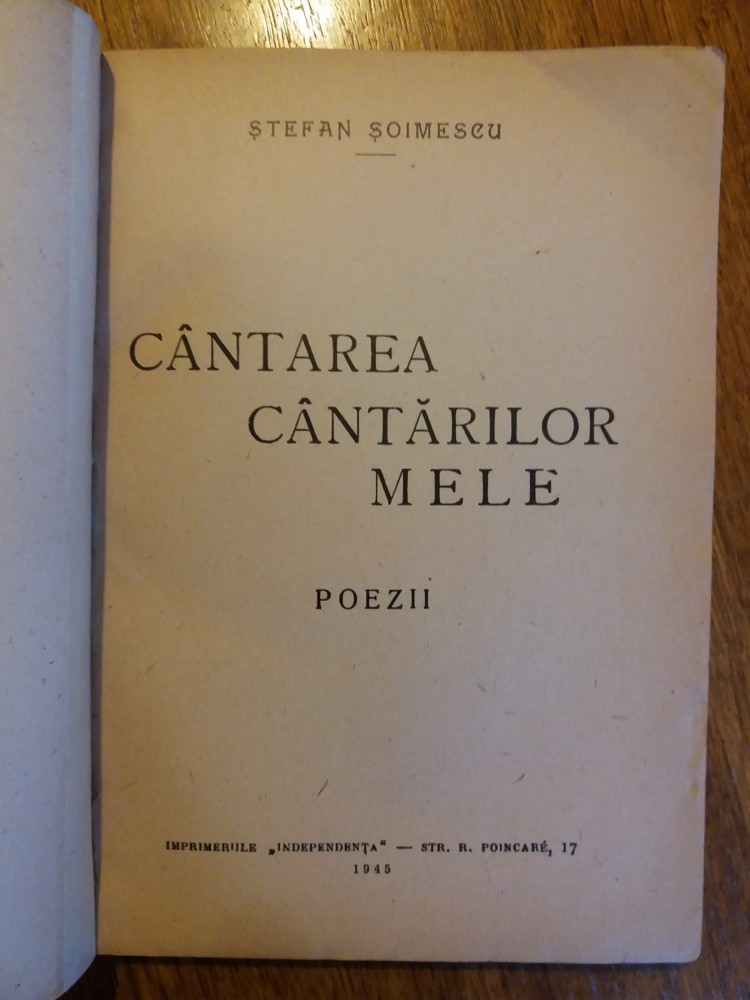 ȘTEFAN ȘOIMESCU
CÂNTAREA
CÂNTĂRILOR
MELE
POEZII
IMPRIMERIILE „INDEPENDENȚA“ — STR. R. POINCARÉ, 17
1945